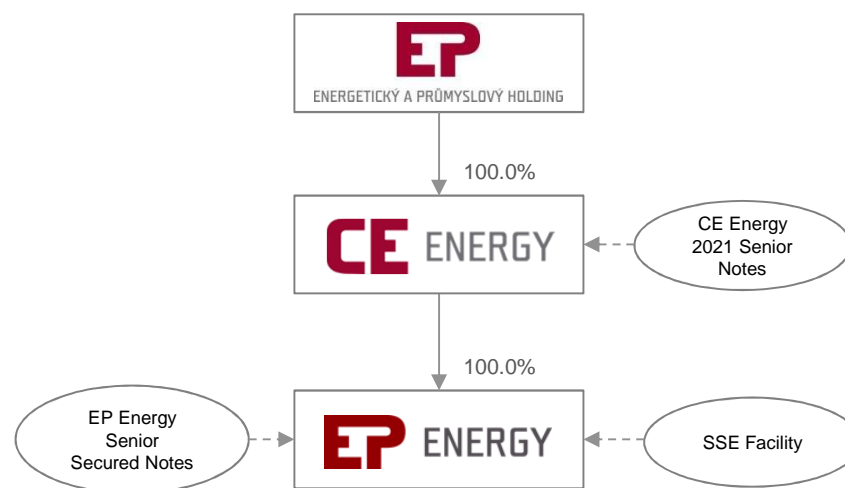 EP
ENERGETICKÝ A PRŮMYSLOVÝ HOLDING
100.0%
CE ENERGY
CE Energy
2021 Senior
Notes
100.0%
EP Energy
Senior
Secured Notes
EP ENERGY
SSE Facility